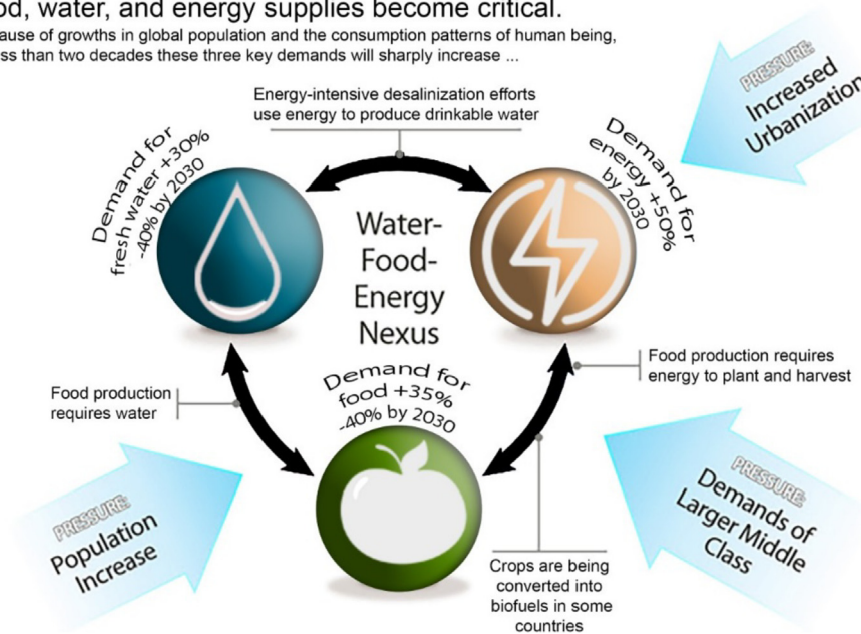 od, water, and energy supplies become critical.
ause of growths in global population and the consumption patterns of human being,
ss than two decades these three key demands will sharply increase ...
Energy-intensive desalinization efforts
use energy to produce drinkable water
PRESSURE:
Increased
Urbanization
Demand for
fresh water +30%
-40% by 2030
Demand for
energy +50%
by 2030
Water-
Food-
Energy
Nexus
Food production requires
energy to plant and harvest
Demand for
food +35%
-40% by 2030
Food production
requires water
PRESSURE:
Population
Increase
PRESSURE:
Demands of
Larger Middle
Class
Crops are being
converted into
biofuels in some
countries